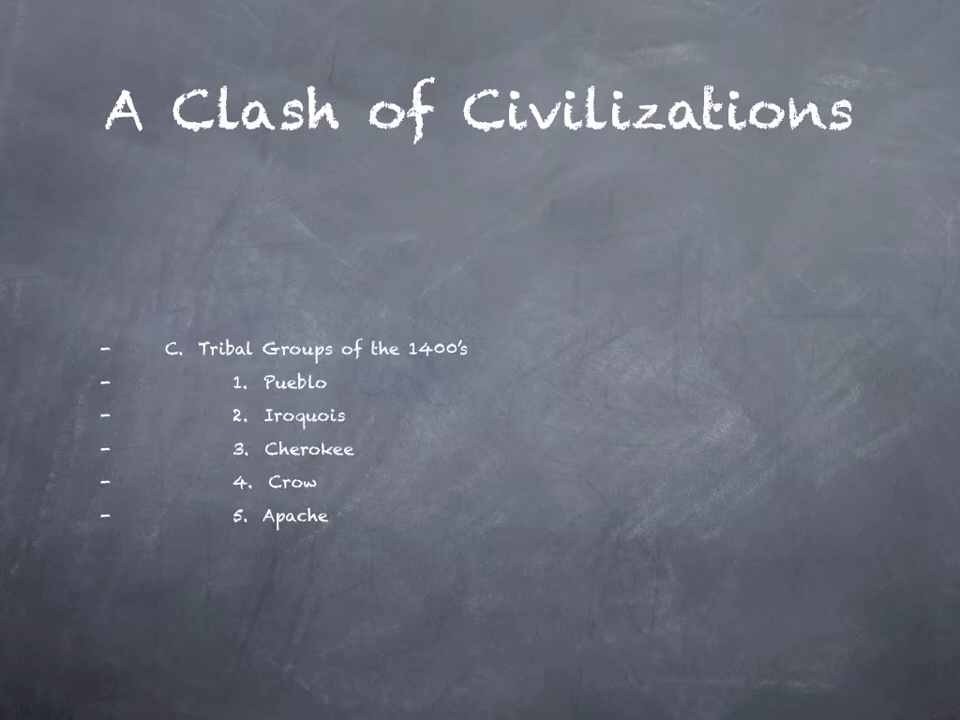 A Clash of Civilizations
- C. Tribal Groups of the 1400's
- 1. Pueblo
- 2. Iroquois
- 3. Cherokee
- 4. Crow
- 5. Apache